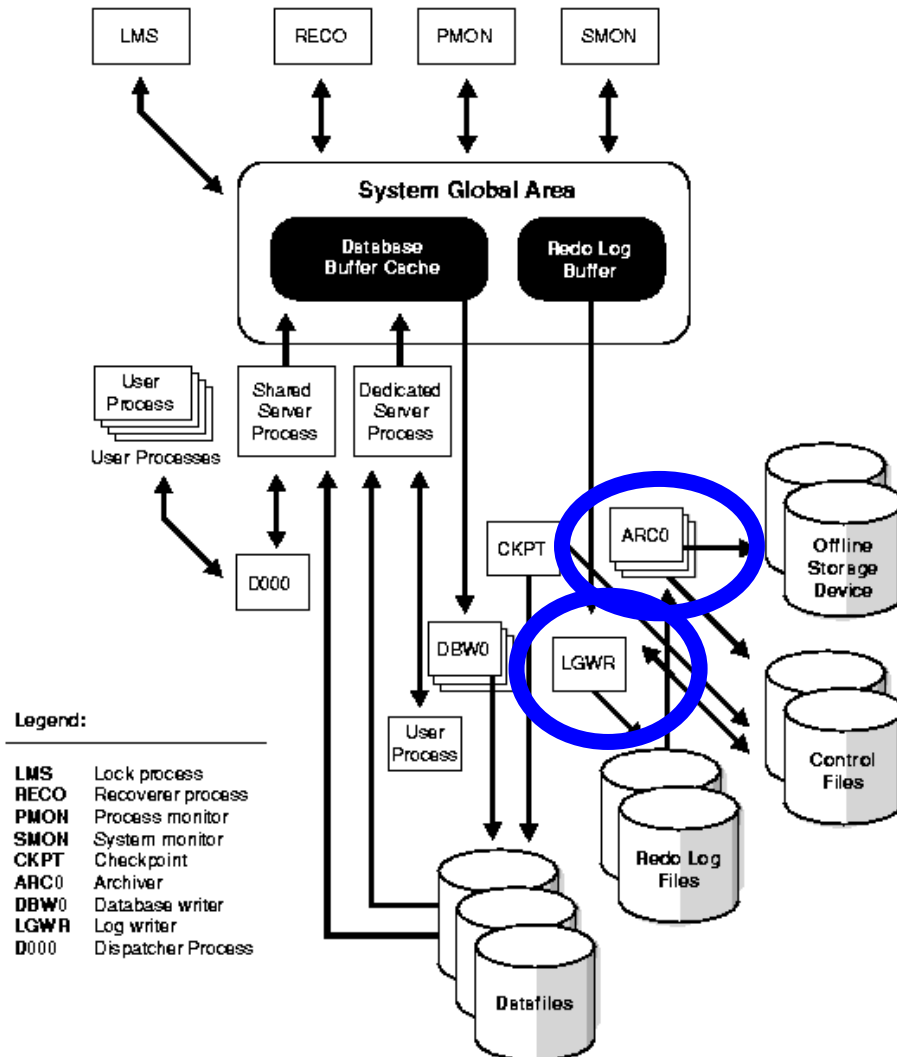 LMS
RECO
PMON
SMON
System Global Area
Database
Buffer Cache
Redo Log
Buffer
User
Process
User Processes
Shared
Server
Process
Dedicated
Server
Process
D000
CKPT
ARC0
Offline
Storage
Device
DBW0
LGWR
User
Process
Control
Files
Redo Log
Files
Datafiles
Legend:
LMS Lock process
RECO Recoverer process
PMON Process monitor
SMON System monitor
CKPT Checkpoint
ARC0 Archiver
DBW0 Database writer
LGWR Log writer
D000 Dispatcher Process